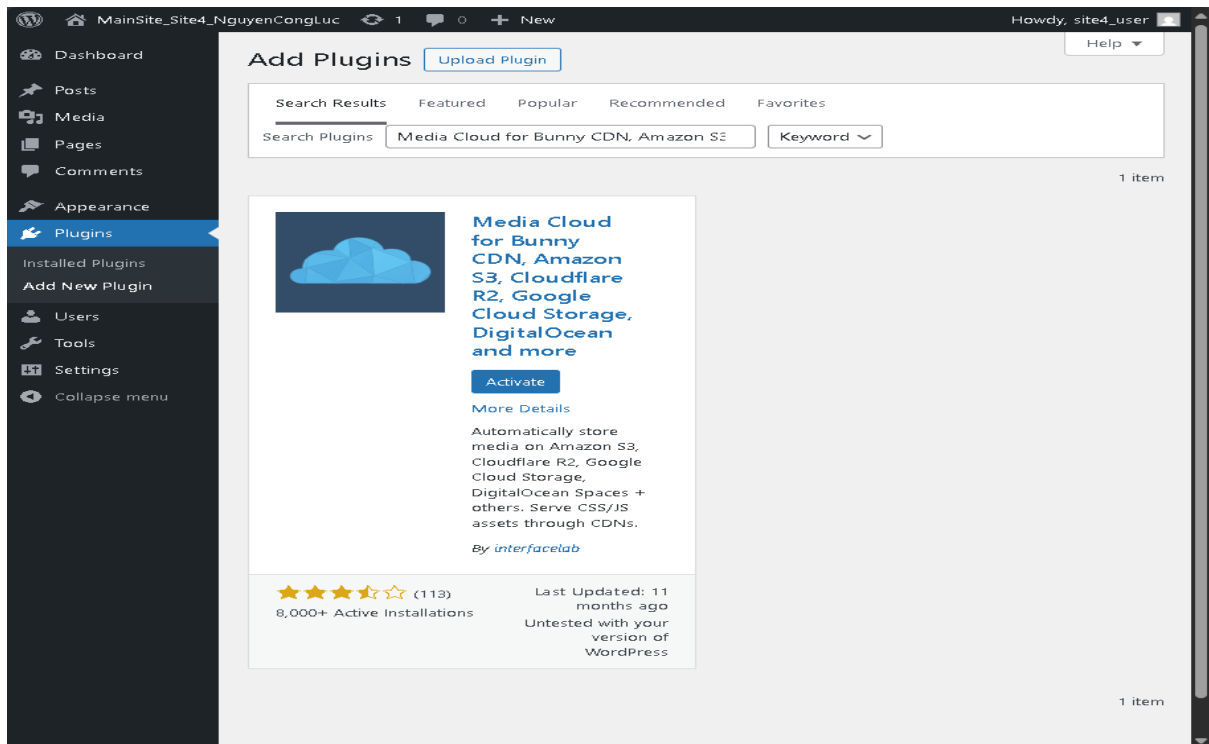 MainSite_Site4_NguyenCongLuc 1 0 New Howdy, site4_user
Help
Dashboard
Posts
Media
Pages
Comments
Appearance
Plugins
Installed Plugins
Add New Plugin
Users
Tools
Settings
Collapse menu
Add Plugins Upload Plugin
Search Results Featured Popular Recommended Favorites
Search Plugins Media Cloud for Bunny CDN, Amazon S3 Keyword
1 item
Media Cloud
for Bunny
CDN, Amazon
S3, Cloudflare
R2, Google
Cloud Storage,
DigitalOcean
and more
Activate
More Details
Automatically store
media on Amazon S3,
Cloudflare R2, Google
Cloud Storage,
DigitalOcean Spaces +
others. Serve CSS/JS
assets through CDNs.
By interfacelab
(113)
8,000+ Active Installations
Last Updated: 11
months ago
Untested with your
version of
WordPress
1 item